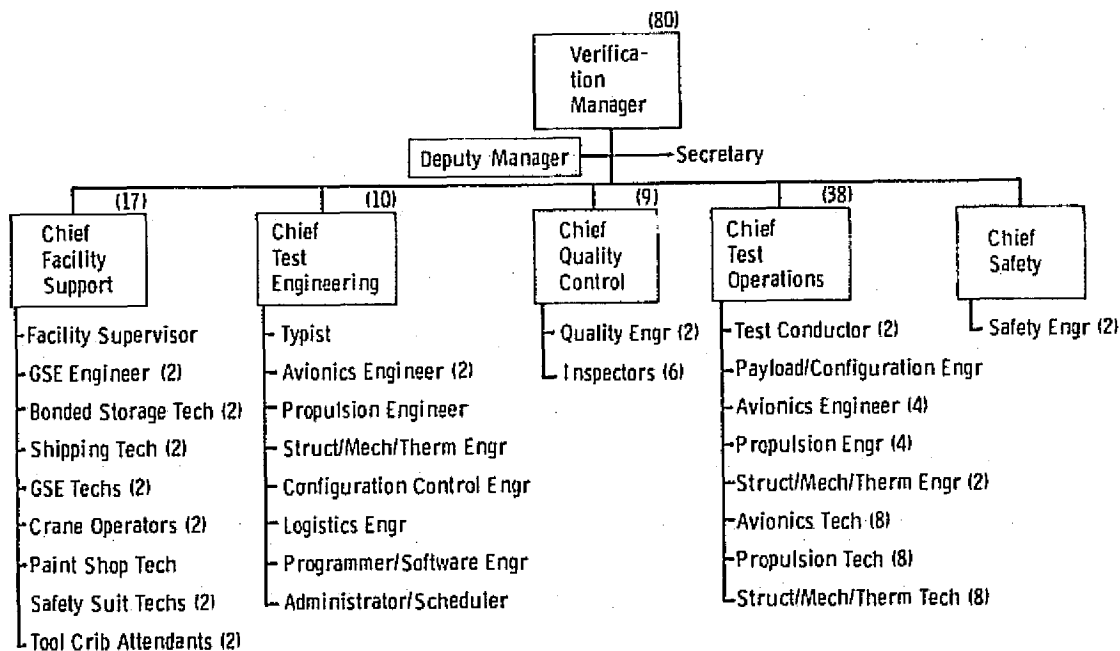 (80)
Verifica-
tion
Manager
Deputy Manager
Secretary
(17)
Chief
Facility
Support
Facility Supervisor
GSE Engineer (2)
Bonded Storage Tech (2)
Shipping Tech (2)
GSE Techs (2)
Crane Operators (2)
Paint Shop Tech
Safety Suit Techs (2)
Tool Crib Attendants (2)
(10)
Chief
Test
Engineering
Typist
Avionics Engineer (2)
Propulsion Engineer
Struct/Mech/Therm Engr
Configuration Control Engr
Logistics Engr
Programmer/Software Engr
Administrator/Scheduler
(9)
Chief
Quality
Control
Quality Engr (2)
Inspectors (6)
(38)
Chief
Test
Operations
Test Conductor (2)
Payload/Configuration Engr
Avionics Engineer (4)
Propulsion Engr (4)
Struct/Mech/Therm Engr (2)
Avionics Tech (8)
Propulsion Tech (8)
Struct/Mech/Therm Tech (8)
Chief
Safety
Safety Engr (2)